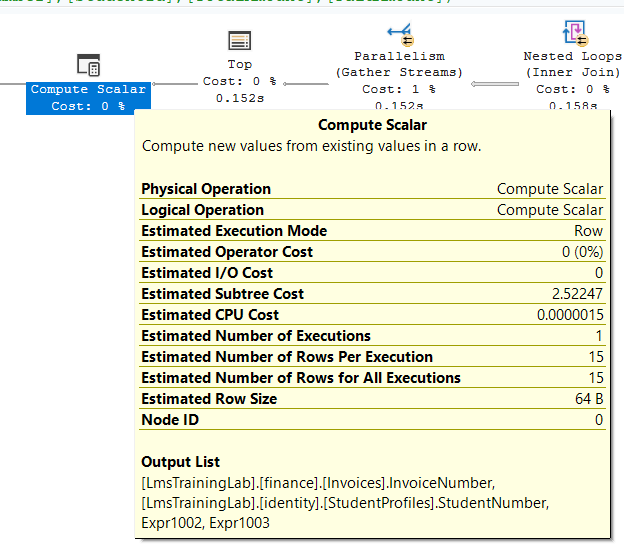 Top
Cost: 0 %
0.152s
Parallelism
(Gather Streams)
Cost: 1 %
0.152s
Nested Loops
(Inner Join)
Cost: 0 %
0.158s
Compute Scalar
Cost: 0 %
Compute Scalar
Compute new values from existing values in a row.
Physical Operation Compute Scalar
Logical Operation Compute Scalar
Estimated Execution Mode Row
Estimated Operator Cost 0 (0%)
Estimated I/O Cost 0
Estimated Subtree Cost 2.52247
Estimated CPU Cost 0.0000015
Estimated Number of Executions 1
Estimated Number of Rows Per Execution 15
Estimated Number of Rows for All Executions 15
Estimated Row Size 64 B
Node ID 0
Output List
[LmsTrainingLab].[finance].[Invoices].InvoiceNumber,
[LmsTrainingLab].[identity].[StudentProfiles].StudentNumber,
Expr1002, Expr1003